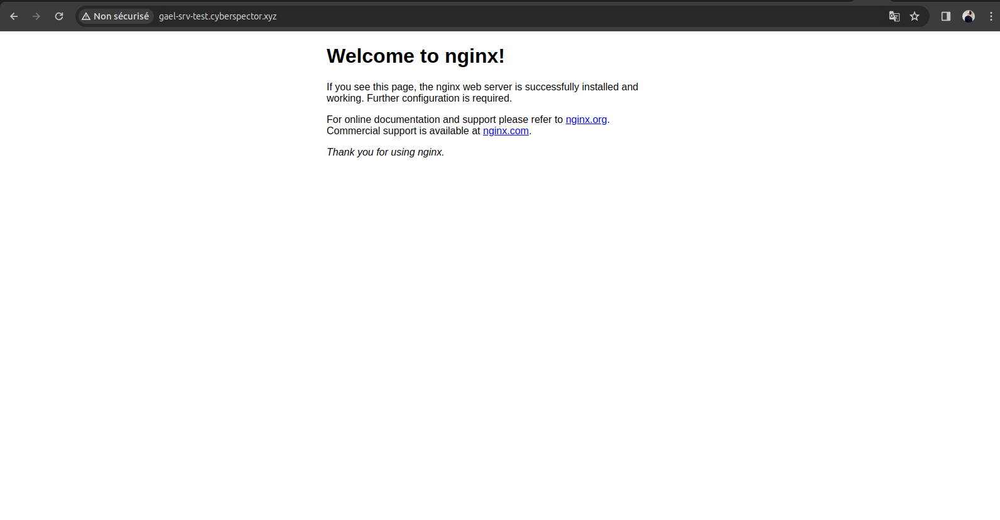 Non sécurisé gael-srv-test.cyberspector.xyz
Welcome to nginx!
If you see this page, the nginx web server is successfully installed and
working. Further configuration is required.
For online documentation and support please refer to nginx.org.
Commercial support is available at nginx.com.
Thank you for using nginx.